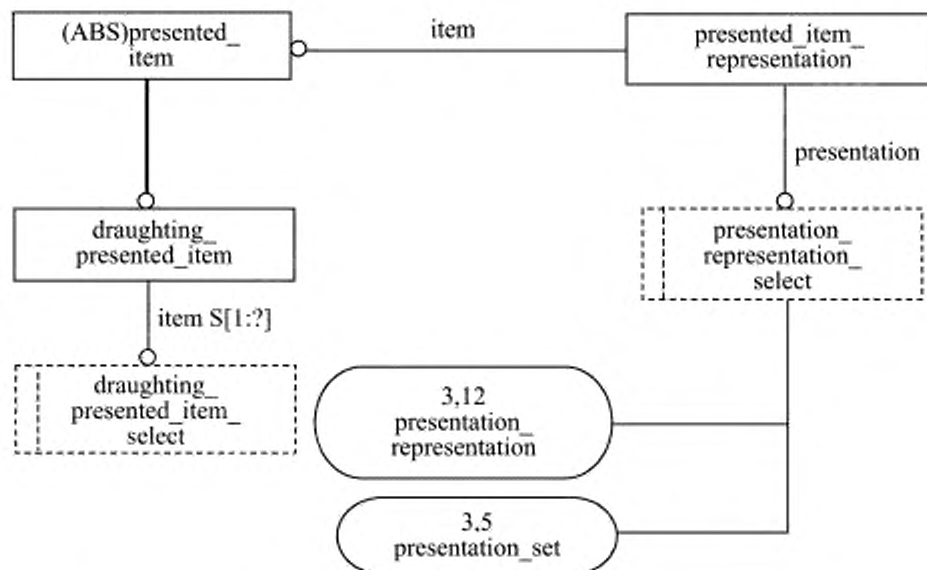 (ABS)presented_
item
item
presented_item_
representation
presentation
draughting_
presented_item
presentation_
representation_
select
item S[1:?]
draughting_
presented_item_
select
3,12
presentation_
representation
3,5
presentation_set